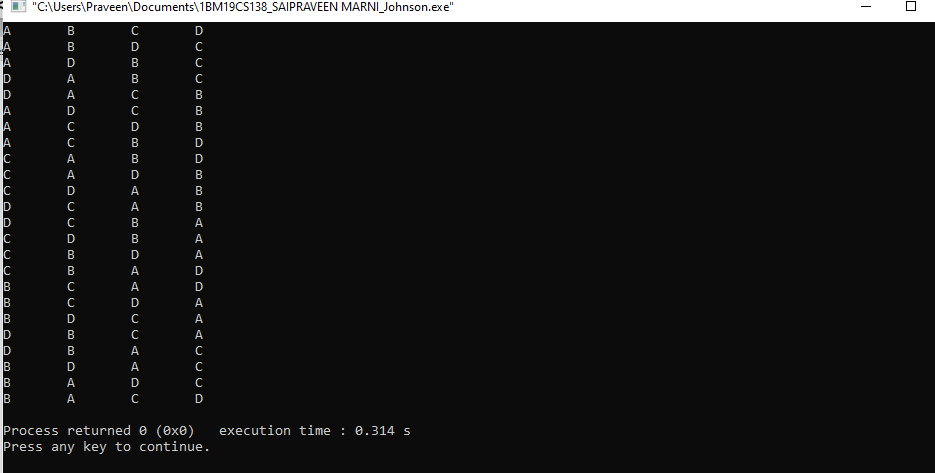 "C:\Users\Praveen\Documents\1BM19CS138_SAIPRAVEEN MARNI_Johnson.exe"
A B C D
A B D C
A D B C
D A B C
D A C B
A D C B
A C D B
A C B D
C A B D
C A D B
C D A B
D C A B
D C B A
C D B A
C B D A
C B A D
B C A D
B C D A
B D C A
D B C A
D B A C
B D A C
B A D C
B A C D
Process returned 0 (0x0) execution time : 0.314 s
Press any key to continue.